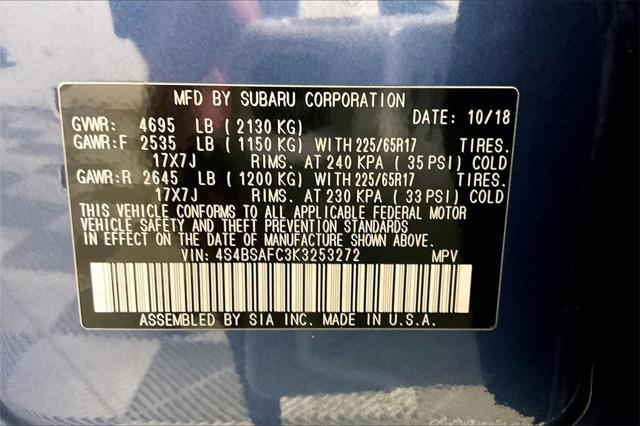 MFD BY SUBARU CORPORATION
DATE: 10/18
GVWR: 4695 LB (2130 KG)
GAWR:F 2535 LB (1150 KG) WITH 225/65R17 TIRES.
17X7J RIMS. AT 240 KPA (35 PSI) COLD
GAWR:R 2645 LB (1200 KG) WITH 225/65R17 TIRES.
17X7J RIMS. AT 230 KPA (33 PSI) COLD
THIS VEHICLE CONFORMS TO ALL APPLICABLE FEDERAL MOTOR
VEHICLE SAFETY AND THEFT PREVENTION STANDARDS
IN EFFECT ON THE DATE OF MANUFACTURE SHOWN ABOVE.
VIN: 4S4BSAFC3K3253272 MPV
ASSEMBLED BY SIA INC. MADE IN U.S.A.